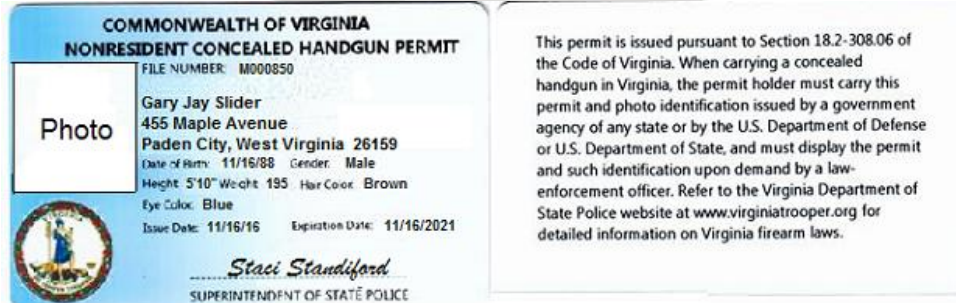 COMMONWEALTH OF VIRGINIA
NONRESIDENT CONCEALED HANDGUN PERMIT
FILE NUMBER: M000850
Photo
Gary Jay Slider
455 Maple Avenue
Paden City, West Virginia 26159
Date of Birth: 11/16/88 Gender: Male
Height 5'10" Weight 195 Hair Color: Brown
Eye Color: Blue
Issue Date: 11/16/16 Expiration Date: 11/16/2021
Staci Standiford
SUPERINTENDENT OF STATE POLICE
VIRGINIA
This permit is issued pursuant to Section 18.2-308.06 of
the Code of Virginia. When carrying a concealed
handgun in Virginia, the permit holder must carry this
permit and photo identification issued by a government
agency of any state or by the U.S. Department of Defense
or U.S. Department of State, and must display the permit
and such identification upon demand by a law-
enforcement officer. Refer to the Virginia Department of
State Police website at www.virginiatrooper.org for
detailed information on Virginia firearm laws.